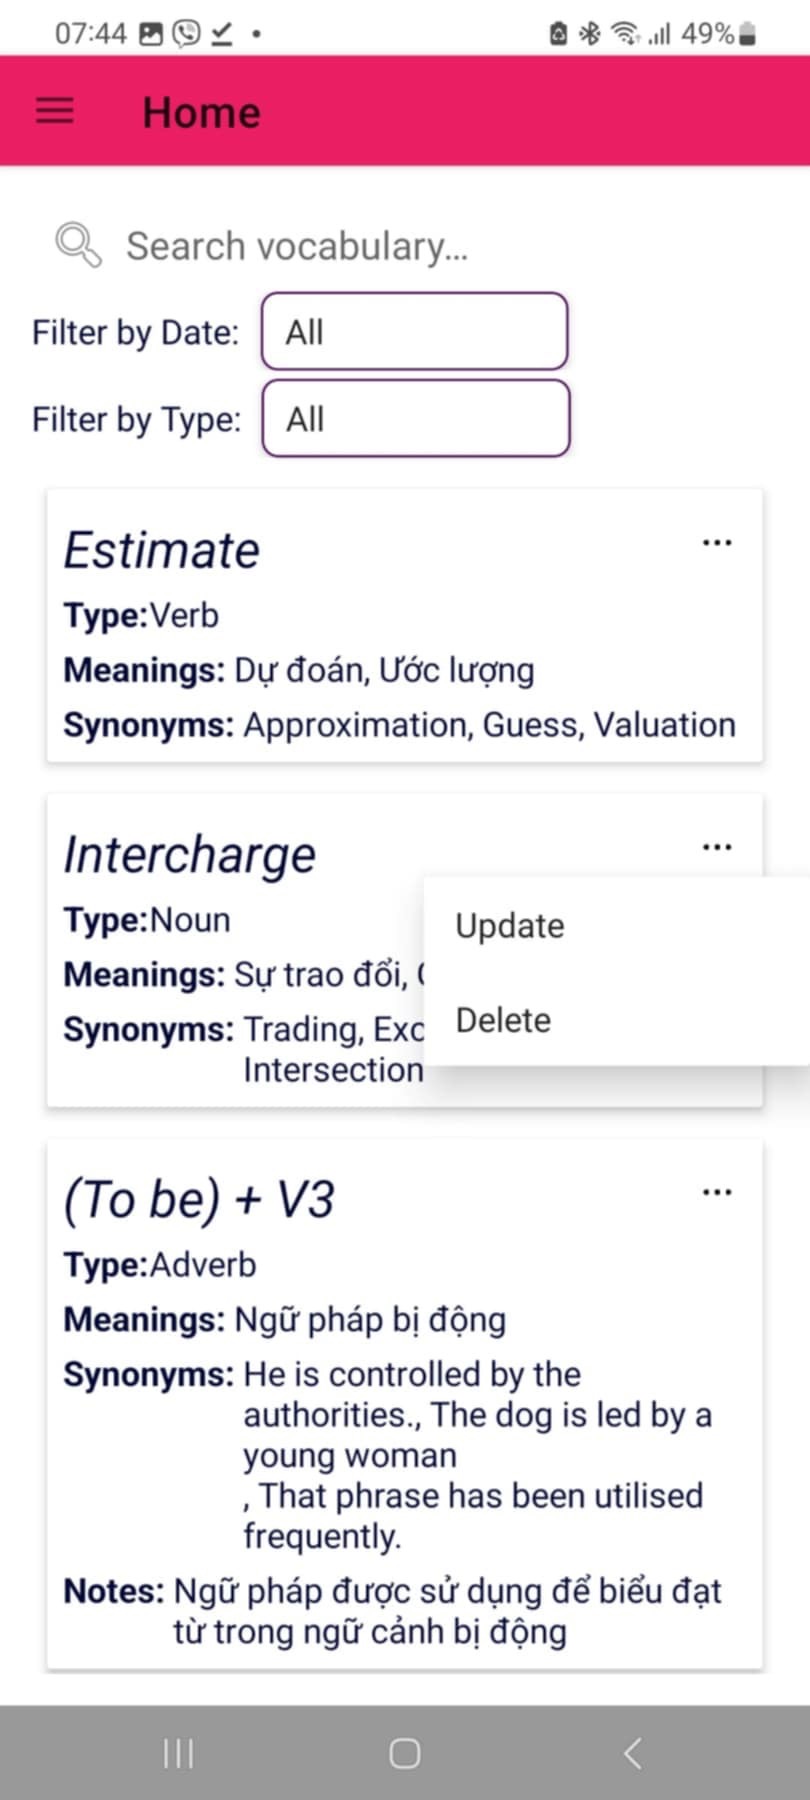 07:44 49%
Home
Search vocabulary...
Filter by Date: All
Filter by Type: All
Estimate
Type:Verb
Meanings: Dự đoán, Ước lượng
Synonyms: Approximation, Guess, Valuation
Intercharge
Type:Noun
Meanings: Sự trao đổi,
Synonyms: Trading,
Intersection
Update
Delete
(To be) + V3
Type:Adverb
Meanings: Ngữ pháp bị động
Synonyms: He is controlled by the
authorities., The dog is led by a
young woman
, That phrase has been utilised
frequently.
Notes: Ngữ pháp được sử dụng để biểu đạt
từ trong ngữ cảnh bị động